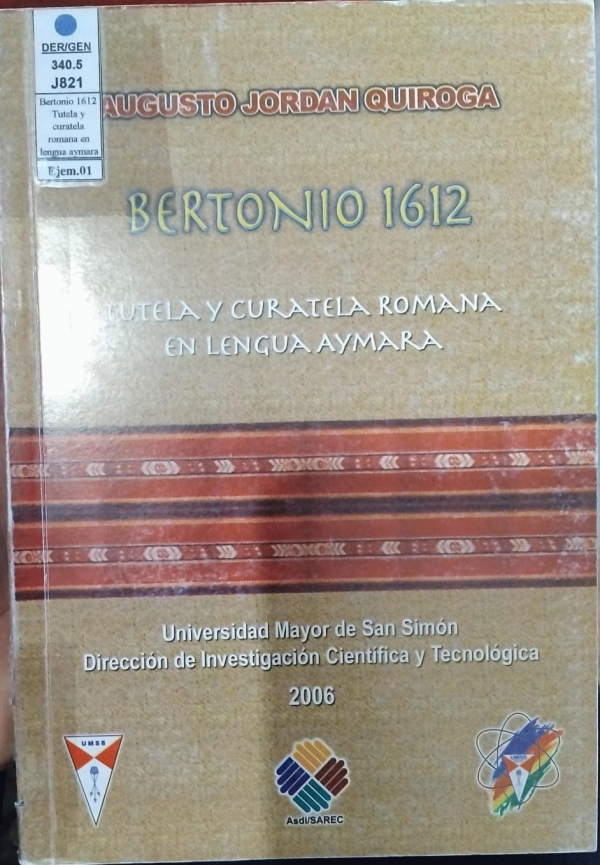 DER/GEN
340.5
J821
Bertonio 1612
Tutela y
curatela
romana en
lengua aymara
Ejem.01
AUGUSTO JORDAN QUIROGA
BERTONIO 1612
TUTELA Y CURATELA ROMANA
EN LENGUA AYMARA
Universidad Mayor de San Simón
Dirección de Investigación Científica y Tecnológica
2006
UMSS
Asdi/SAREC